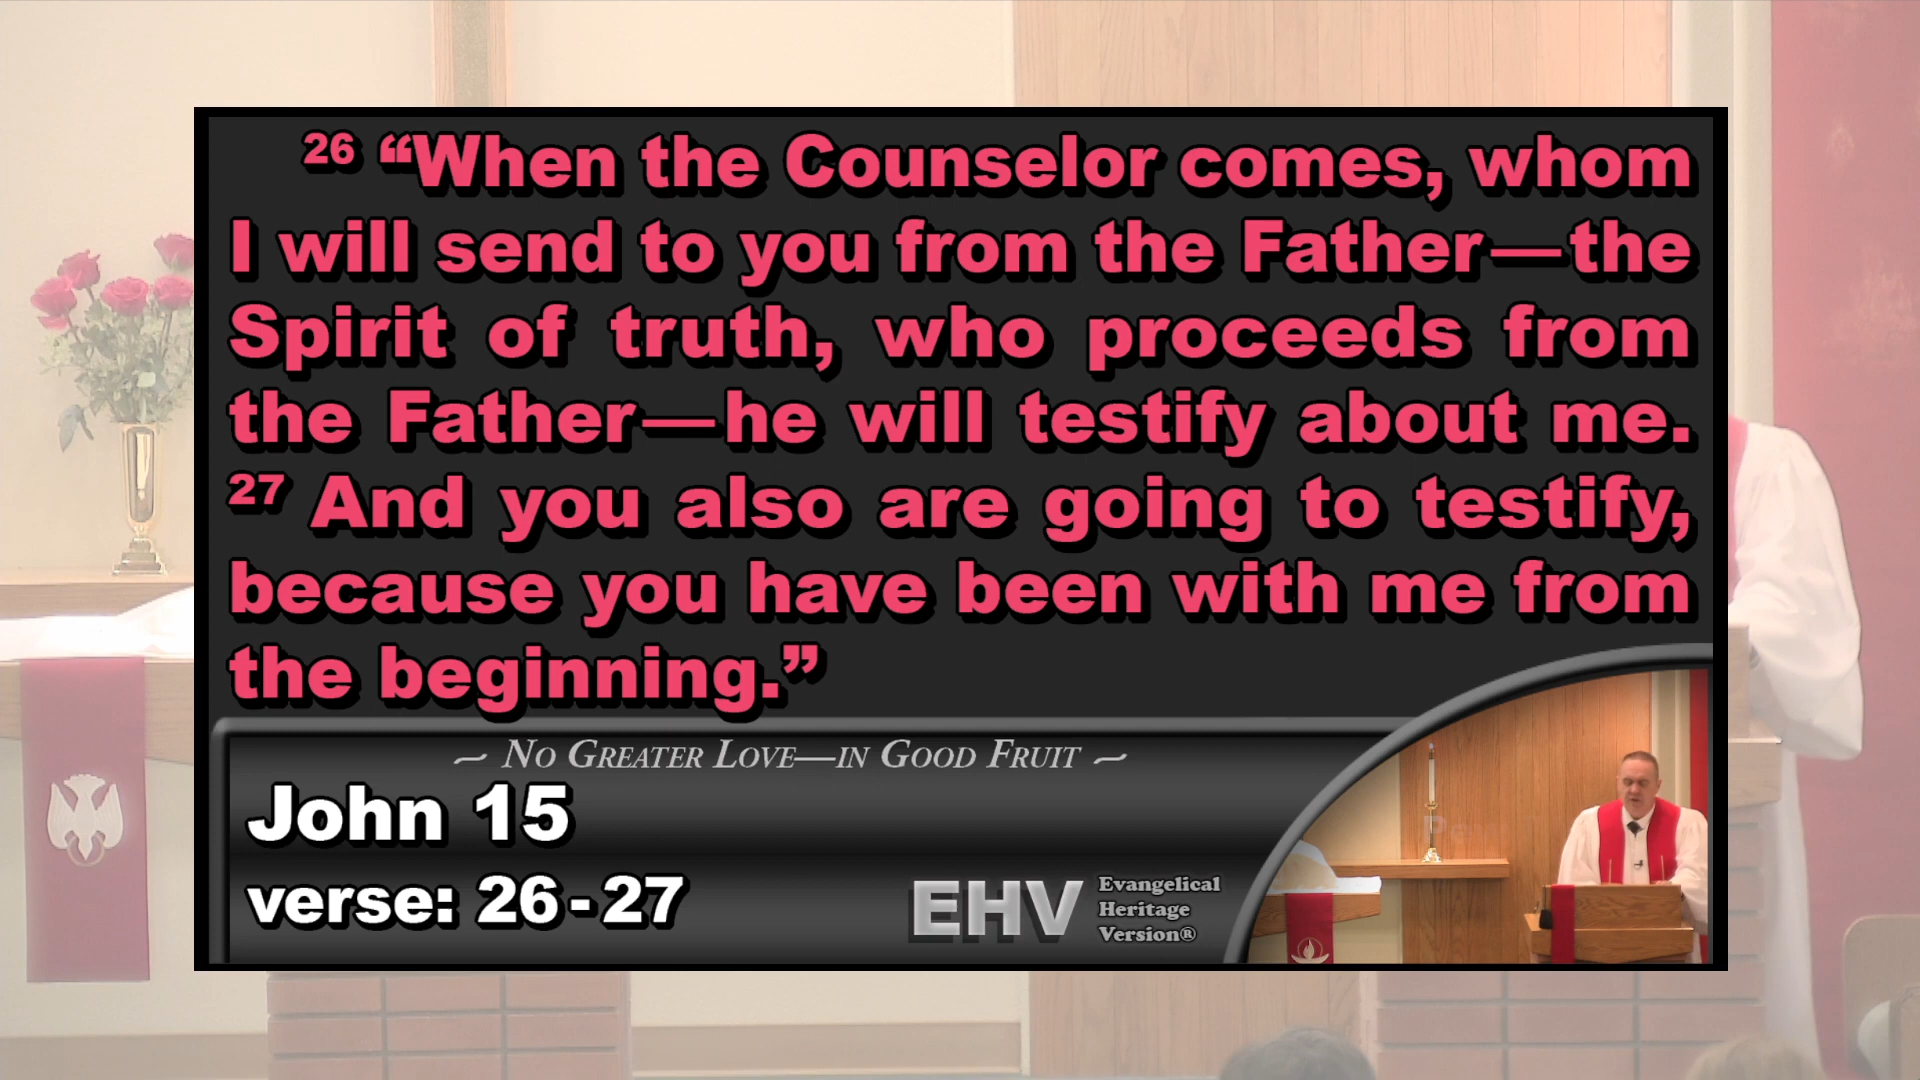 26 “When the Counselor comes, whom
I will send to you from the Father—the
Spirit of truth, who proceeds from
the Father—he will testify about me.
27 And you also are going to testify,
because you have been with me from
the beginning.”
~ No Greater Love—in Good Fruit ~
John 15
verse: 26-27
EHV
Evangelical
Heritage
Version®